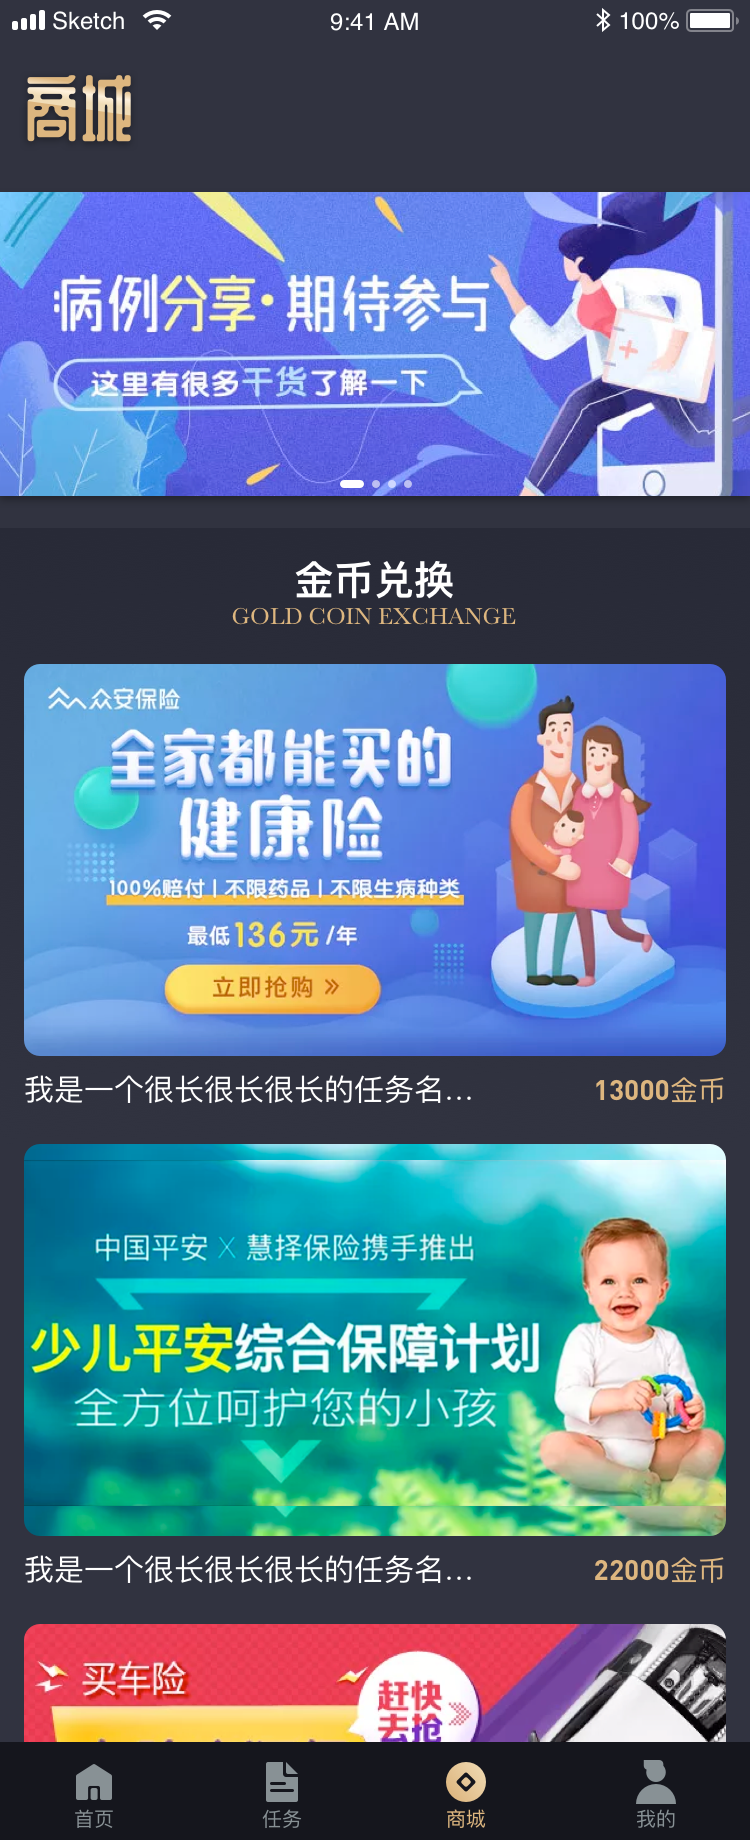 Sketch 9:41 AM 100%
商城
病例分享·期待参与
这里有很多干货了解一下
金币兑换
GOLD COIN EXCHANGE
众安保险
全家都能买的
健康险
100%赔付 | 不限药品 | 不限生病种类
最低136元/年
立即抢购 »
我是一个很长很长很长的任务名...
13000金币
中国平安 X 慧择保险携手推出
少儿平安综合保障计划
全方位呵护您的小孩
我是一个很长很长很长的任务名...
22000金币
买车险
赶快
去抢
首页 任务 商城 我的